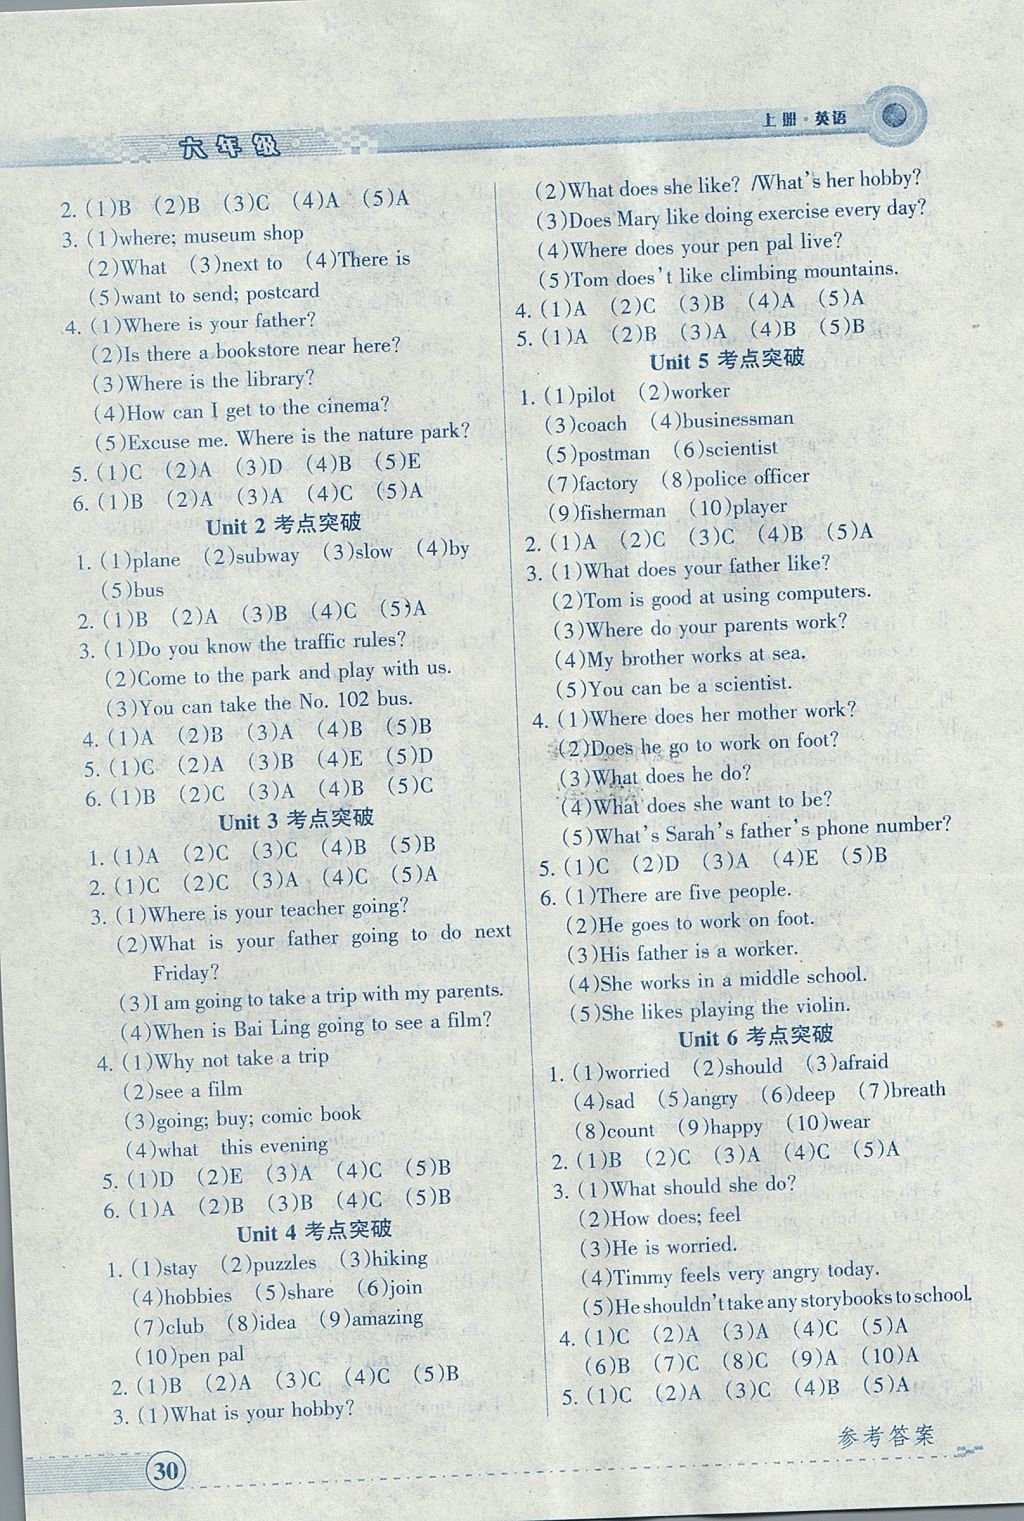 六年级
上册·英语
2.(1)B (2)B (3)C (4)A (5)A
3.(1)where; museum shop
(2)What (3)next to (4)There is
(5)want to send; postcard
4.(1)Where is your father?
(2)Is there a bookstore near here?
(3)Where is the library?
(4)How can I get to the cinema?
(5)Excuse me. Where is the nature park?
5.(1)C (2)A (3)D (4)B (5)E
6.(1)B (2)A (3)A (4)C (5)A
Unit 2 考点突破
1.(1)plane (2)subway (3)slow (4)by
(5)bus
2.(1)B (2)A (3)B (4)C (5)A
3.(1)Do you know the traffic rules?
(2)Come to the park and play with us.
(3)You can take the No. 102 bus.
4.(1)A (2)B (3)A (4)B (5)B
5.(1)C (2)A (3)B (4)E (5)D
6.(1)B (2)C (3)A (4)B (5)C
Unit 3 考点突破
1.(1)A (2)C (3)C (4)B (5)B
2.(1)C (2)C (3)A (4)C (5)A
3.(1)Where is your teacher going?
(2)What is your father going to do next
Friday?
(3)I am going to take a trip with my parents.
(4)When is Bai Ling going to see a film?
4.(1)Why not take a trip
(2)see a film
(3)going; buy; comic book
(4)what this evening
5.(1)D (2)E (3)A (4)C (5)B
6.(1)A (2)B (3)B (4)C (5)B
Unit 4 考点突破
1.(1)stay (2)puzzles (3)hiking
(4)hobbies (5)share (6)join
(7)club (8)idea (9)amazing
(10)pen pal
2.(1)B (2)A (3)C (4)C (5)B
3.(1)What is your hobby?
(2)What does she like? /What's her hobby?
(3)Does Mary like doing exercise every day?
(4)Where does your pen pal live?
(5)Tom does't like climbing mountains.
4.(1)A (2)C (3)B (4)A (5)A
5.(1)A (2)B (3)A (4)B (5)B
Unit 5 考点突破
1.(1)pilot (2)worker
(3)coach (4)businessman
(5)postman (6)scientist
(7)factory (8)police officer
(9)fisherman (10)player
2.(1)A (2)C (3)C (4)B (5)A
3.(1)What does your father like?
(2)Tom is good at using computers.
(3)Where do your parents work?
(4)My brother works at sea.
(5)You can be a scientist.
4.(1)Where does her mother work?
(2)Does he go to work on foot?
(3)What does he do?
(4)What does she want to be?
(5)What's Sarah's father's phone number?
5.(1)C (2)D (3)A (4)E (5)B
6.(1)There are five people.
(2)He goes to work on foot.
(3)His father is a worker.
(4)She works in a middle school.
(5)She likes playing the violin.
Unit 6 考点突破
1.(1)worried (2)should (3)afraid
(4)sad (5)angry (6)deep (7)breath
(8)count (9)happy (10)wear
2.(1)B (2)C (3)A (4)C (5)A
3.(1)What should she do?
(2)How does; feel
(3)He is worried.
(4)Timmy feels very angry today.
(5)He shouldn't take any storybooks to school.
4.(1)C (2)A (3)A (4)C (5)A
(6)B (7)C (8)C (9)A (10)A
5.(1)C (2)A (3)C (4)B (5)A
参考答案
30